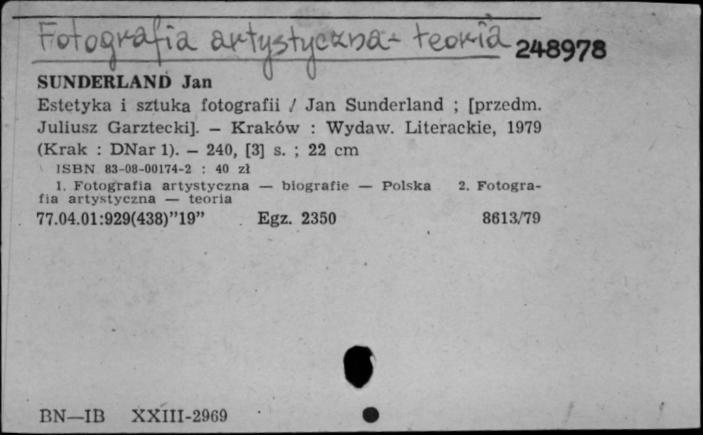 Fotografia artystyczna - teoria 248978
SUNDERLAND Jan
Estetyka i sztuka fotografii / Jan Sunderland ; [przedm.
Juliusz Garztecki]. — Kraków : Wydaw. Literackie, 1979
(Krak : DNar 1). — 240, [3] s. ; 22 cm
ISBN 83-08-00174-2 : 40 zł
1. Fotografia artystyczna — biografie — Polska 2. Fotogra-
fia artystyczna — teoria
77.04.01:929(438)”19” Egz. 2350 8613/79
BN—IB XXIII-2969